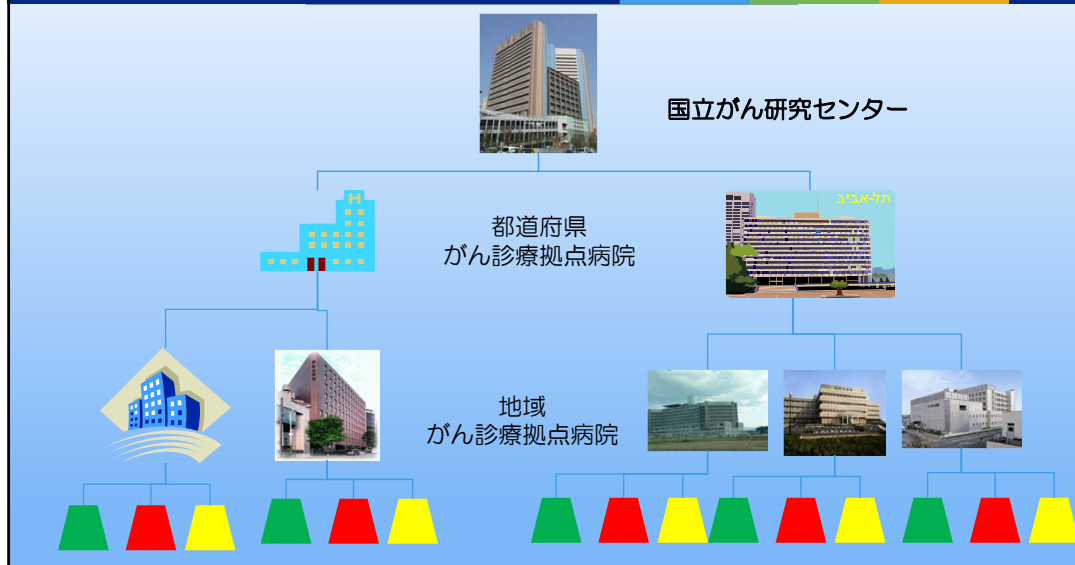 国立がん研究センター
H
תל-אביב
都道府県
がん診療拠点病院
地域
がん診療拠点病院